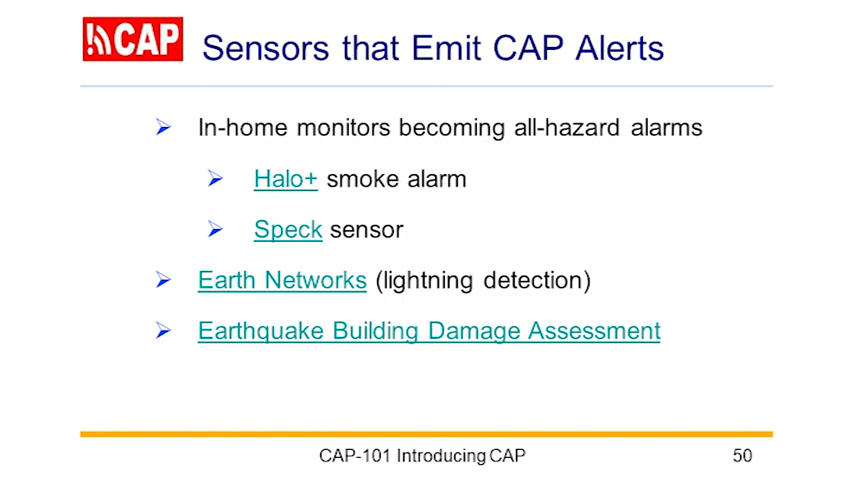 CAP
Sensors that Emit CAP Alerts
In-home monitors becoming all-hazard alarms
Halo+ smoke alarm
Speck sensor
Earth Networks (lightning detection)
Earthquake Building Damage Assessment
CAP-101 Introducing CAP
50